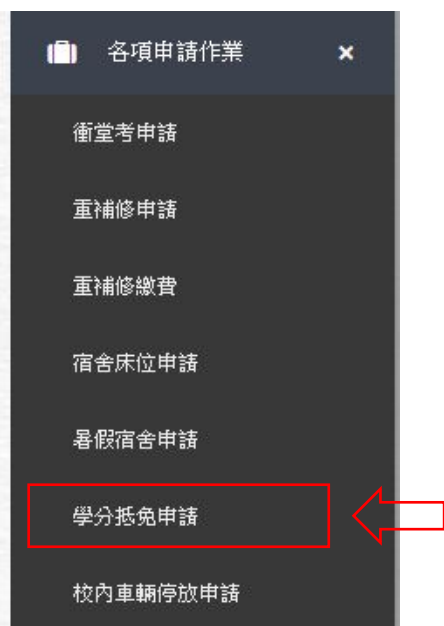 各項申請作業
衝堂考申請
重補修申請
重補修繳費
宿舍床位申請
暑假宿舍申請
學分抵免申請
校內車輛停放申請